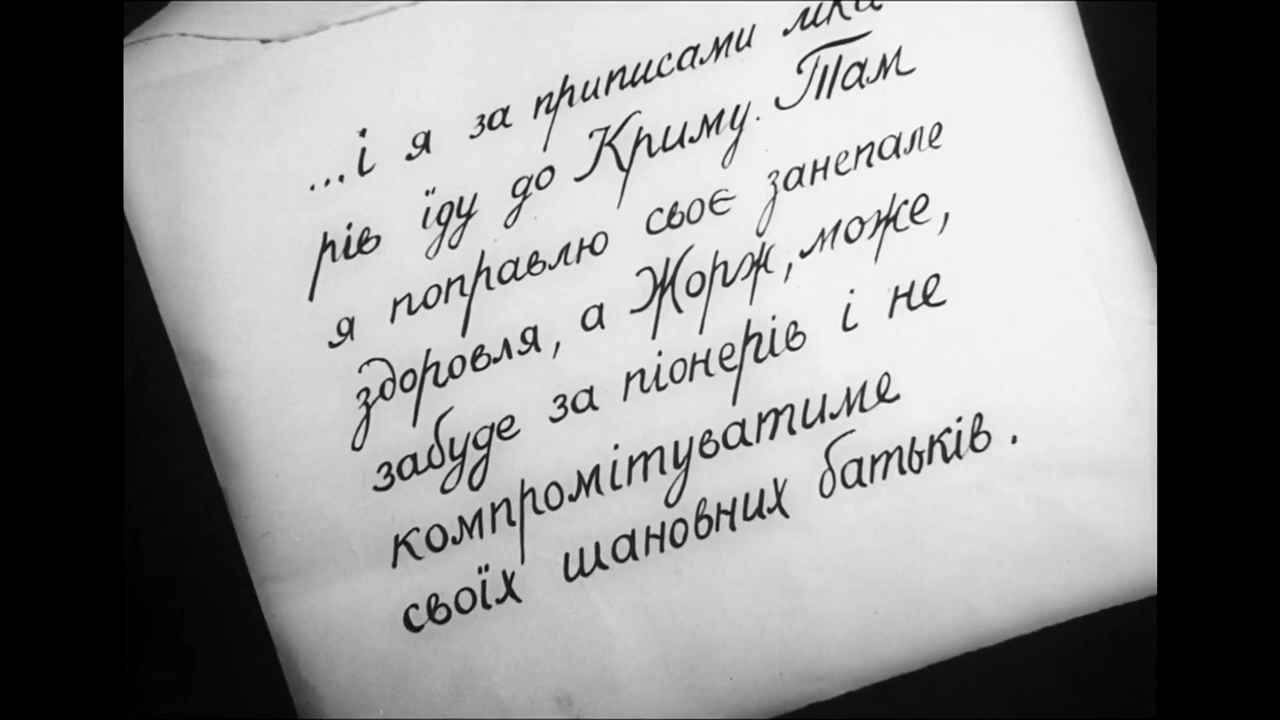 ...і я за приписами ліка
рів їду до Криму. Там
я поправлю своє занепале
здоровля, а Жорж, може,
забуде за піонерів і не
компромітуватиме
своїх шановних батьків.